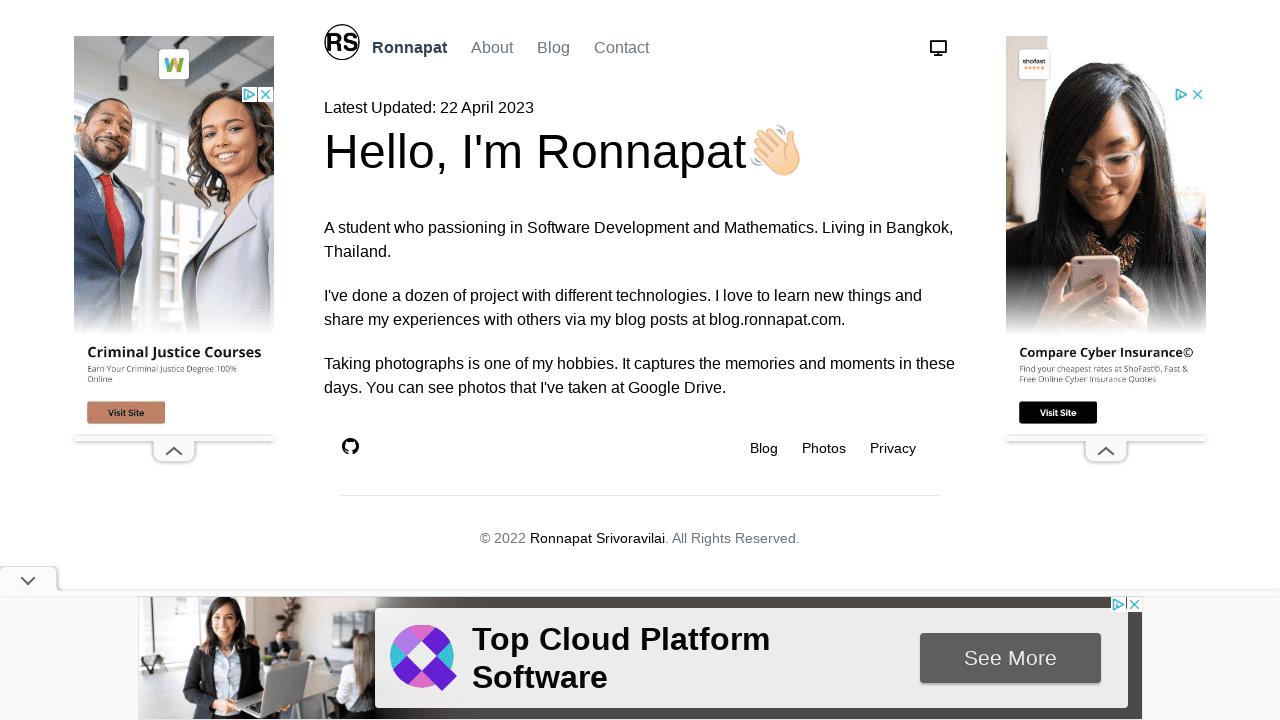 RS
Ronnapat
About
Blog
Contact
Latest Updated: 22 April 2023
Hello, I'm Ronnapat👋🏻
A student who passioning in Software Development and Mathematics. Living in Bangkok,
Thailand.
I've done a dozen of project with different technologies. I love to learn new things and
share my experiences with others via my blog posts at blog.ronnapat.com.
Taking photographs is one of my hobbies. It captures the memories and moments in these
days. You can see photos that I've taken at Google Drive.
Blog
Photos
Privacy
© 2022 Ronnapat Srivoravilai. All Rights Reserved.
W
Criminal Justice Courses
Earn Your Criminal Justice Degree 100%
Online
Visit Site
shofast
Compare Cyber Insurance©
Find your cheapest rates at ShoFast©, Fast &
Free Online Cyber Insurance Quotes
Visit Site
Top Cloud Platform
Software
See More